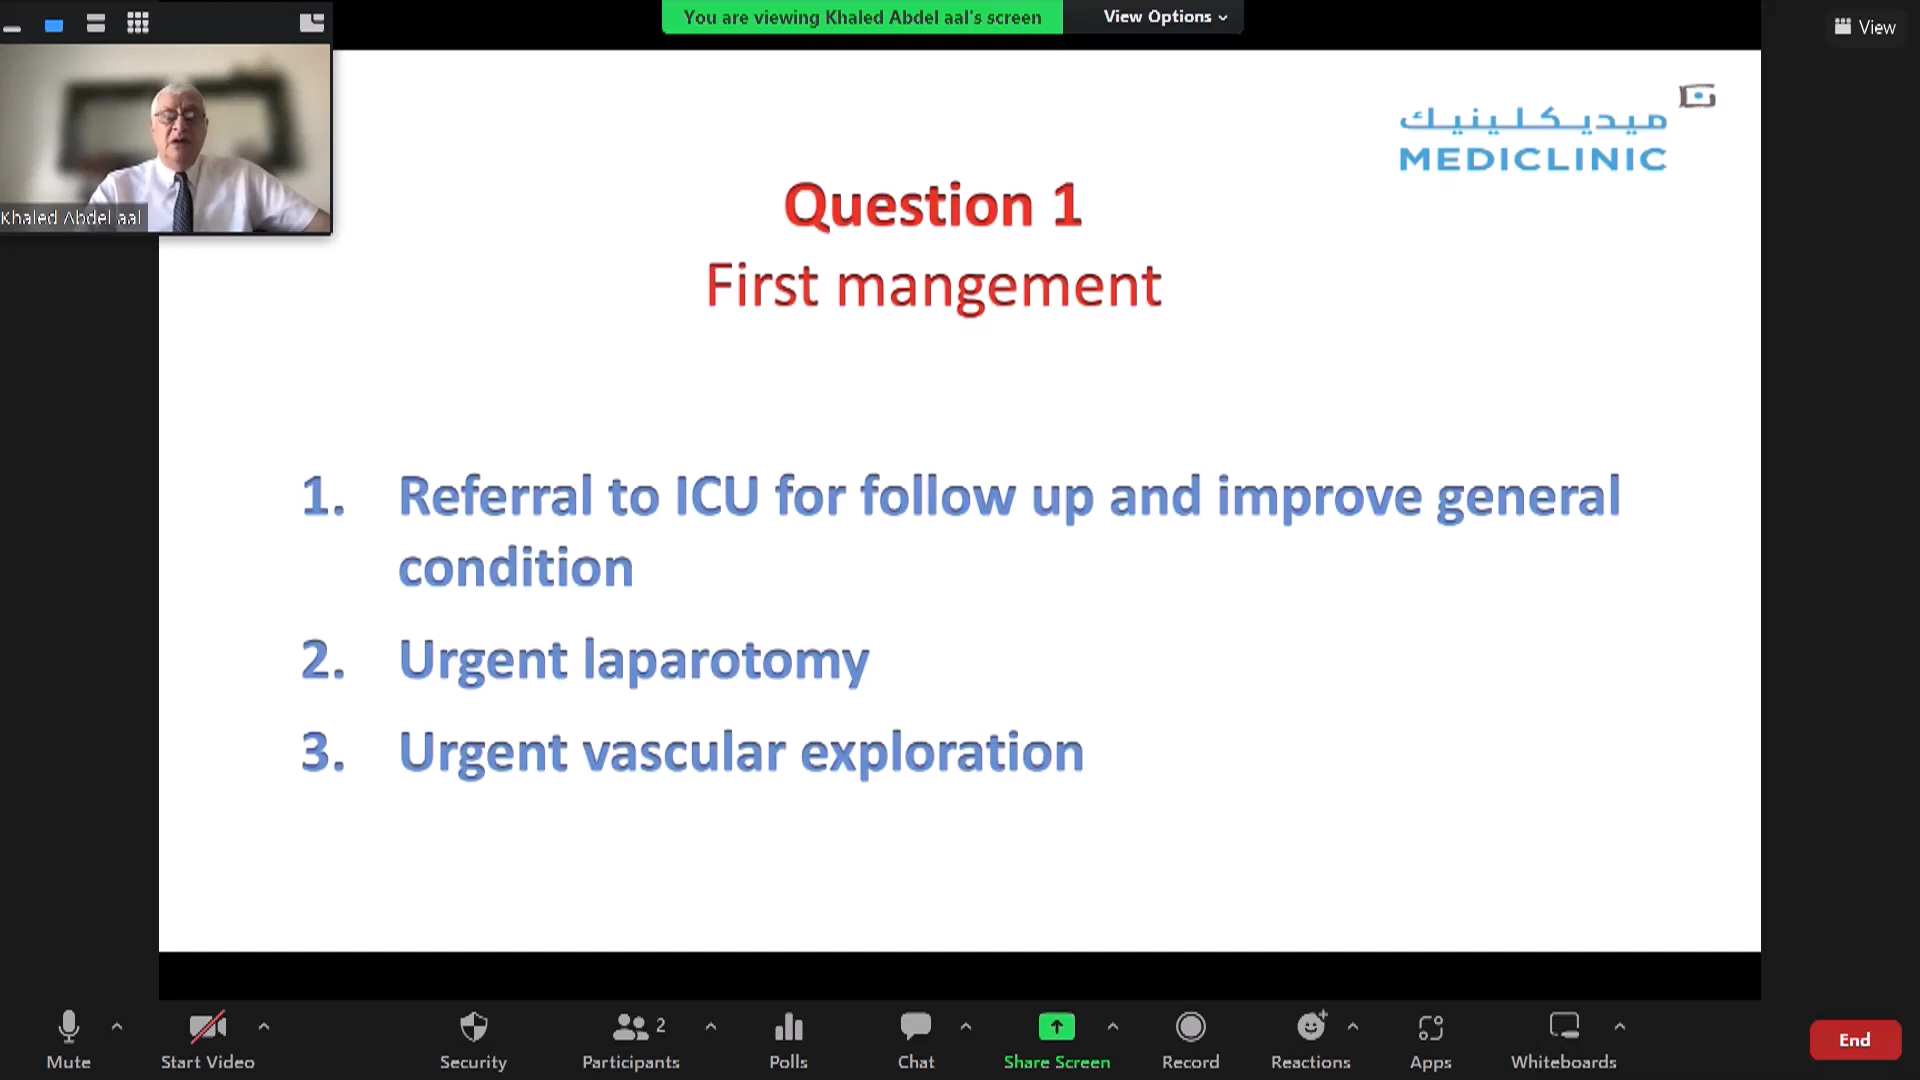 You are viewing Khaled Abdel aal's screen
View Options
View
Khaled Abdel aal
ميديكلينيك
MEDICLINIC
Question 1
First mangement
1. Referral to ICU for follow up and improve general
condition
2. Urgent laparotomy
3. Urgent vascular exploration
Mute
Start Video
Security
2
Participants
Polls
Chat
Share Screen
Record
Reactions
Apps
Whiteboards
End